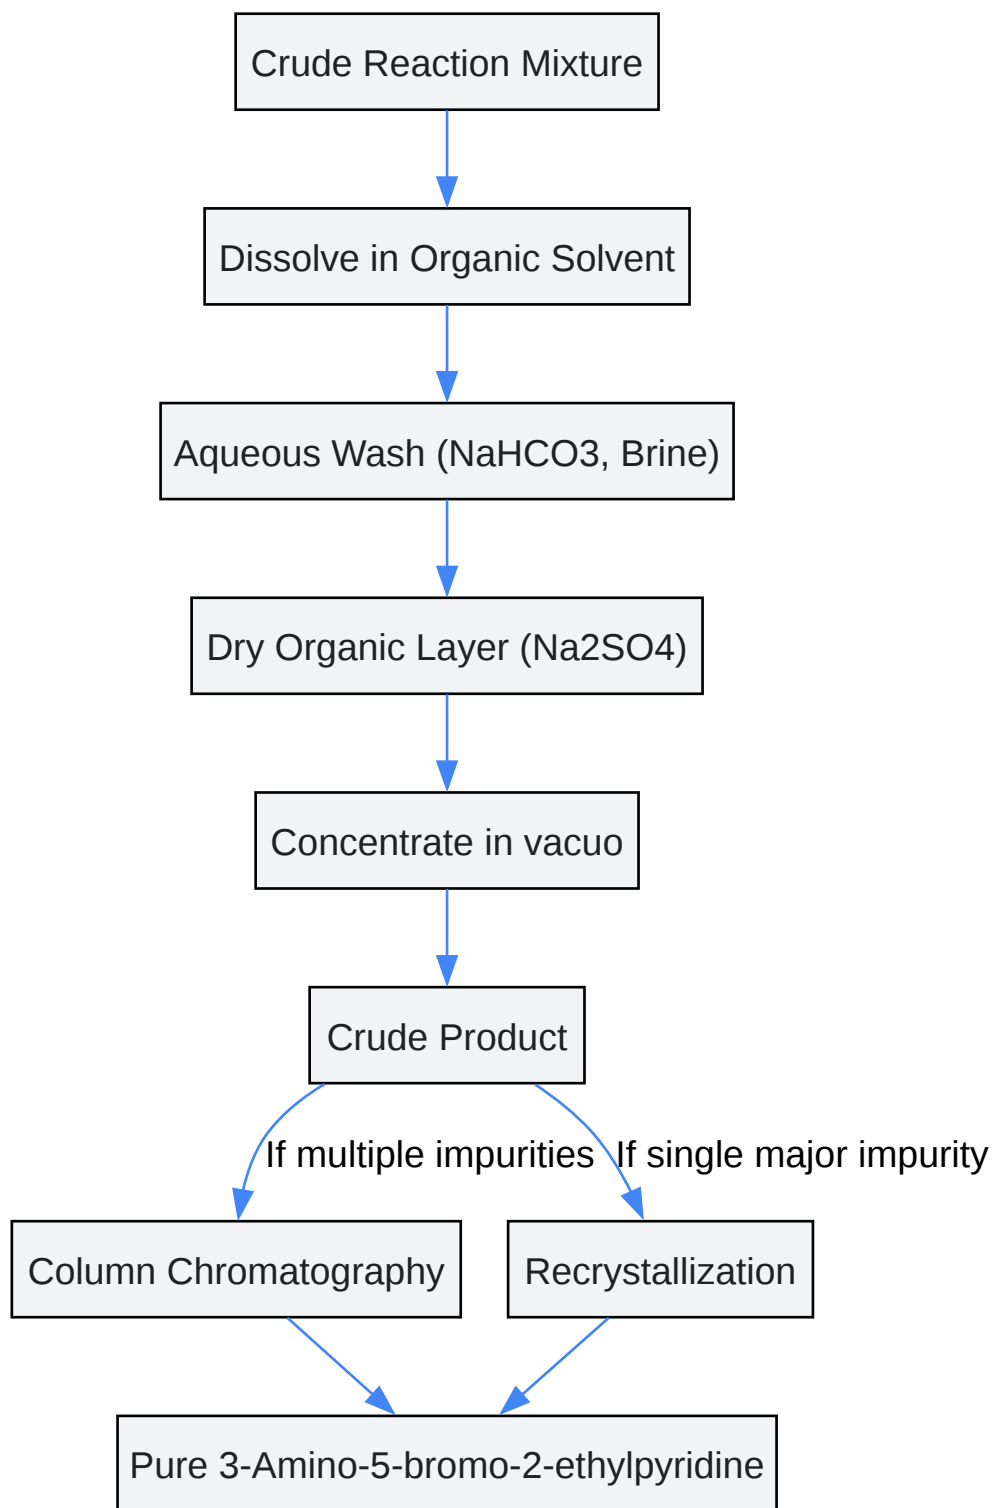 Crude Reaction Mixture
Dissolve in Organic Solvent
Aqueous Wash (NaHCO3, Brine)
Dry Organic Layer (Na2SO4)
Concentrate in vacuo
Crude Product
If multiple impurities
If single major impurity
Column Chromatography
Recrystallization
Pure 3-Amino-5-bromo-2-ethylpyridine